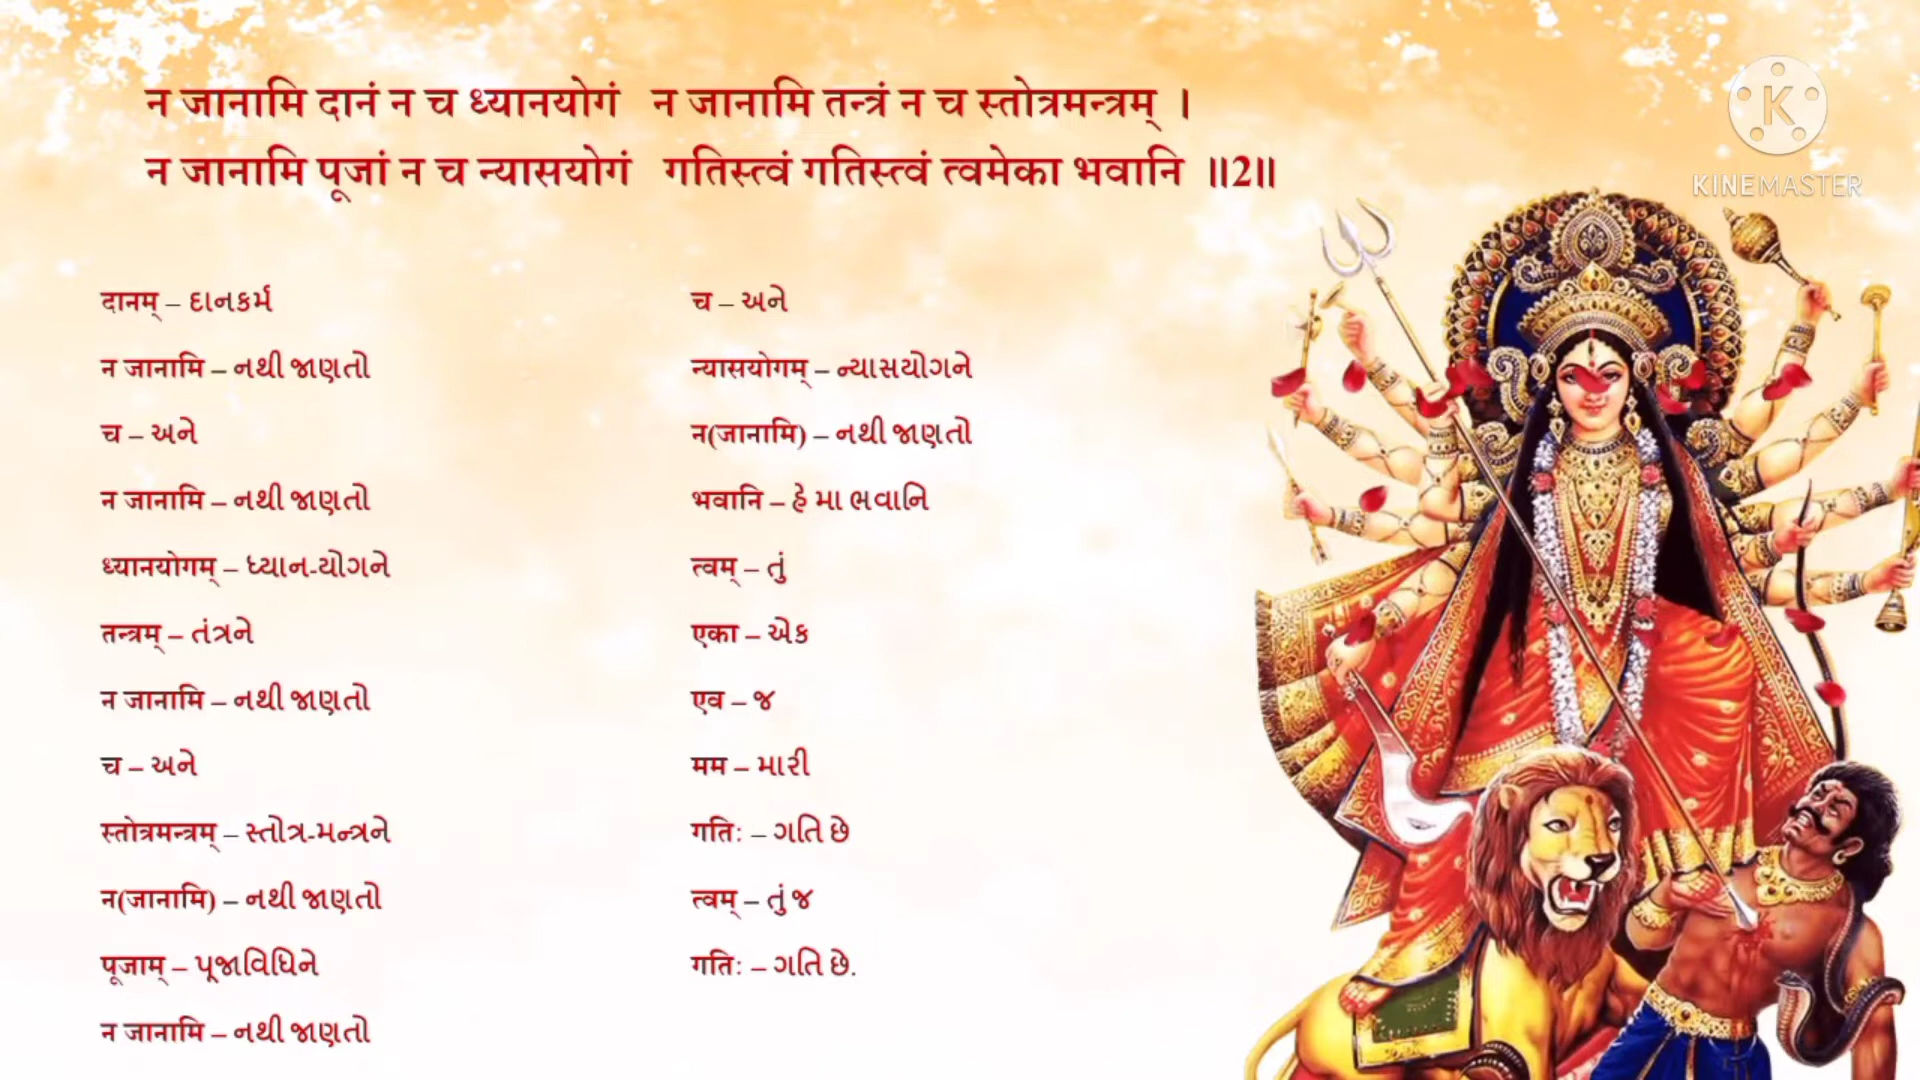 न जानामि दानं न च ध्यानयोगं न जानामि तन्त्रं न च स्तोत्रमन्त्रम् ।
न जानामि पूजां न च न्यासयोगं गतिस्त्वं गतिस्त्वं त्वमेका भवानि ॥2॥
दानम् – દાનકર્મ
न जानामि – નથી જાણતો
च – અને
न जानामि – નથી જાણતો
ध्यानयोगम् – ધ્યાન-યોગને
तन्त्रम् – તંત્રને
न जानामि – નથી જાણતો
च – અને
स्तोत्रमन्त्रम् – સ્તોત્ર-મન્ત્રને
न(जानामि) – નથી જાણતો
पूजाम् – પૂજાવિધિને
न जानामि – નથી જાણતો
च – અને
न्यासयोगम् – ન્યાસયોગને
न(जानामि) – નથી જાણતો
भवानि – હે મા ભવાનિ
त्वम् – તું
एका – એક
एव – જ
मम – મારી
गतिः – ગતિ છે
त्वम् – તું જ
गतिः – ગતિ છે.
K
KINEMASTER